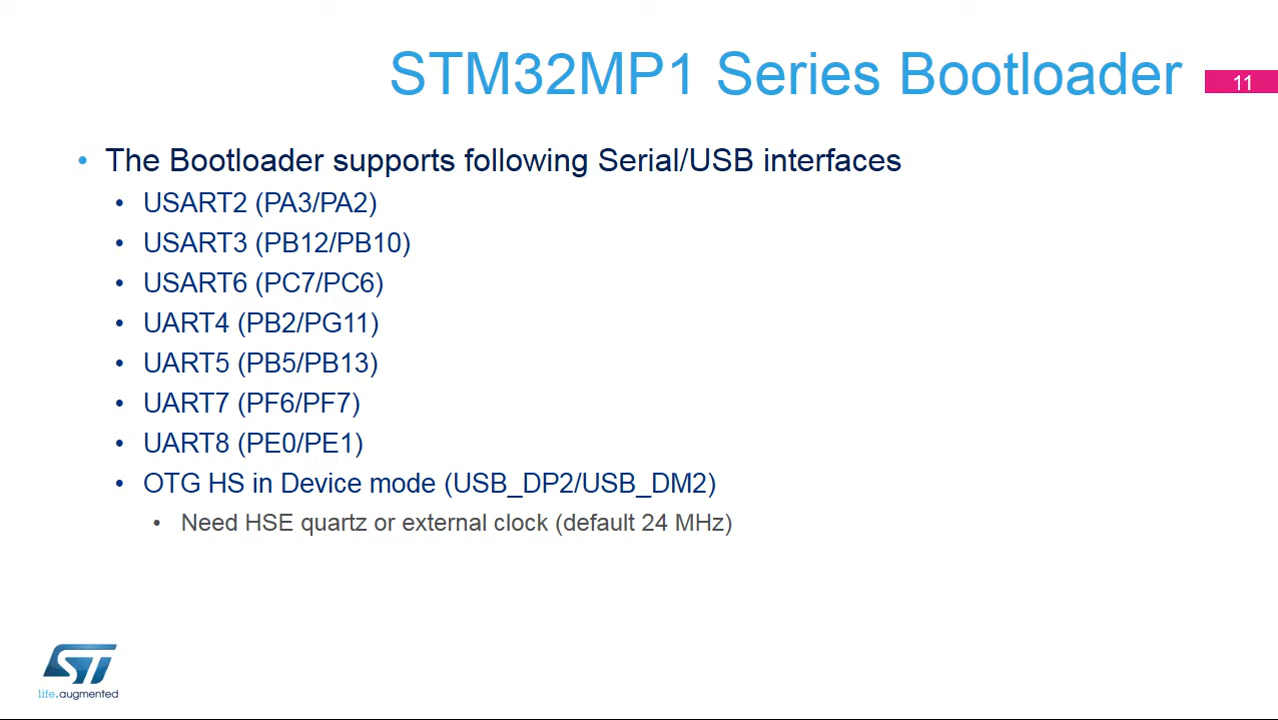 STM32MP1 Series Bootloader
11
• The Bootloader supports following Serial/USB interfaces
• USART2 (PA3/PA2)
• USART3 (PB12/PB10)
• USART6 (PC7/PC6)
• UART4 (PB2/PG11)
• UART5 (PB5/PB13)
• UART7 (PF6/PF7)
• UART8 (PE0/PE1)
• OTG HS in Device mode (USB_DP2/USB_DM2)
• Need HSE quartz or external clock (default 24 MHz)
ST
life.augmented